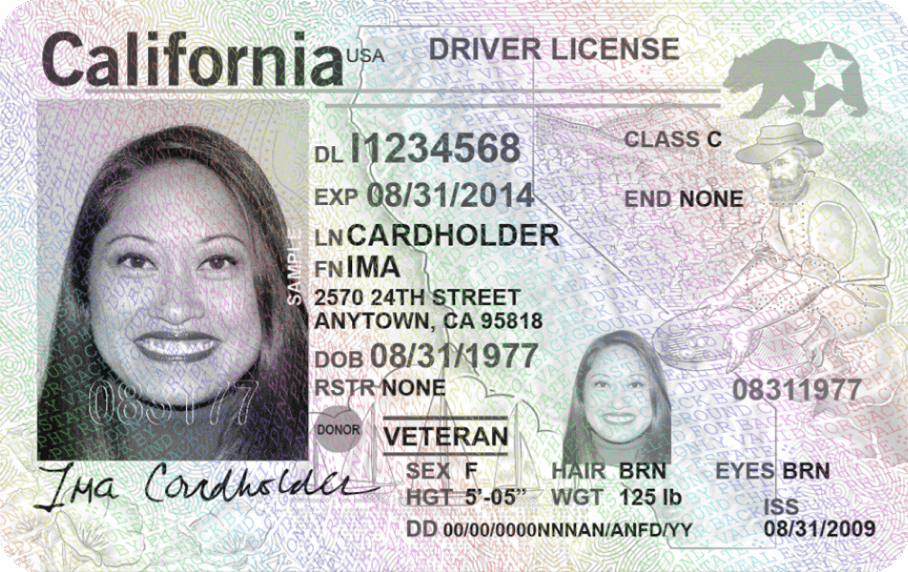 California USA DRIVER LICENSE
DL I1234568 CLASS C
EXP 08/31/2014 END NONE
LN CARDHOLDER
FN IMA
2570 24TH STREET
ANYTOWN, CA 95818
DOB 08/31/1977
RSTR NONE 08311977
SAMPLE
083177
DONOR VETERAN
Ima Cardholder
SEX F HAIR BRN EYES BRN
HGT 5'-05" WGT 125 lb ISS
DD 00/00/0000NNNAN/ANFD/YY 08/31/2009